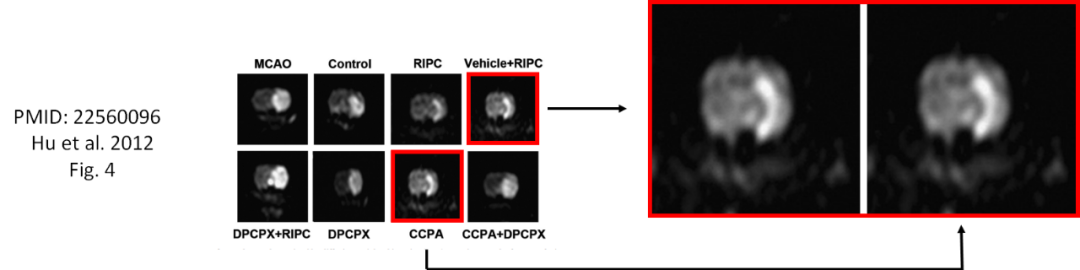 PMID: 22560096
Hu et al. 2012
Fig. 4
MCAO Control RIPC Vehicle+RIPC
DPCPX+RIPC DPCPX CCPA CCPA+DPCPX